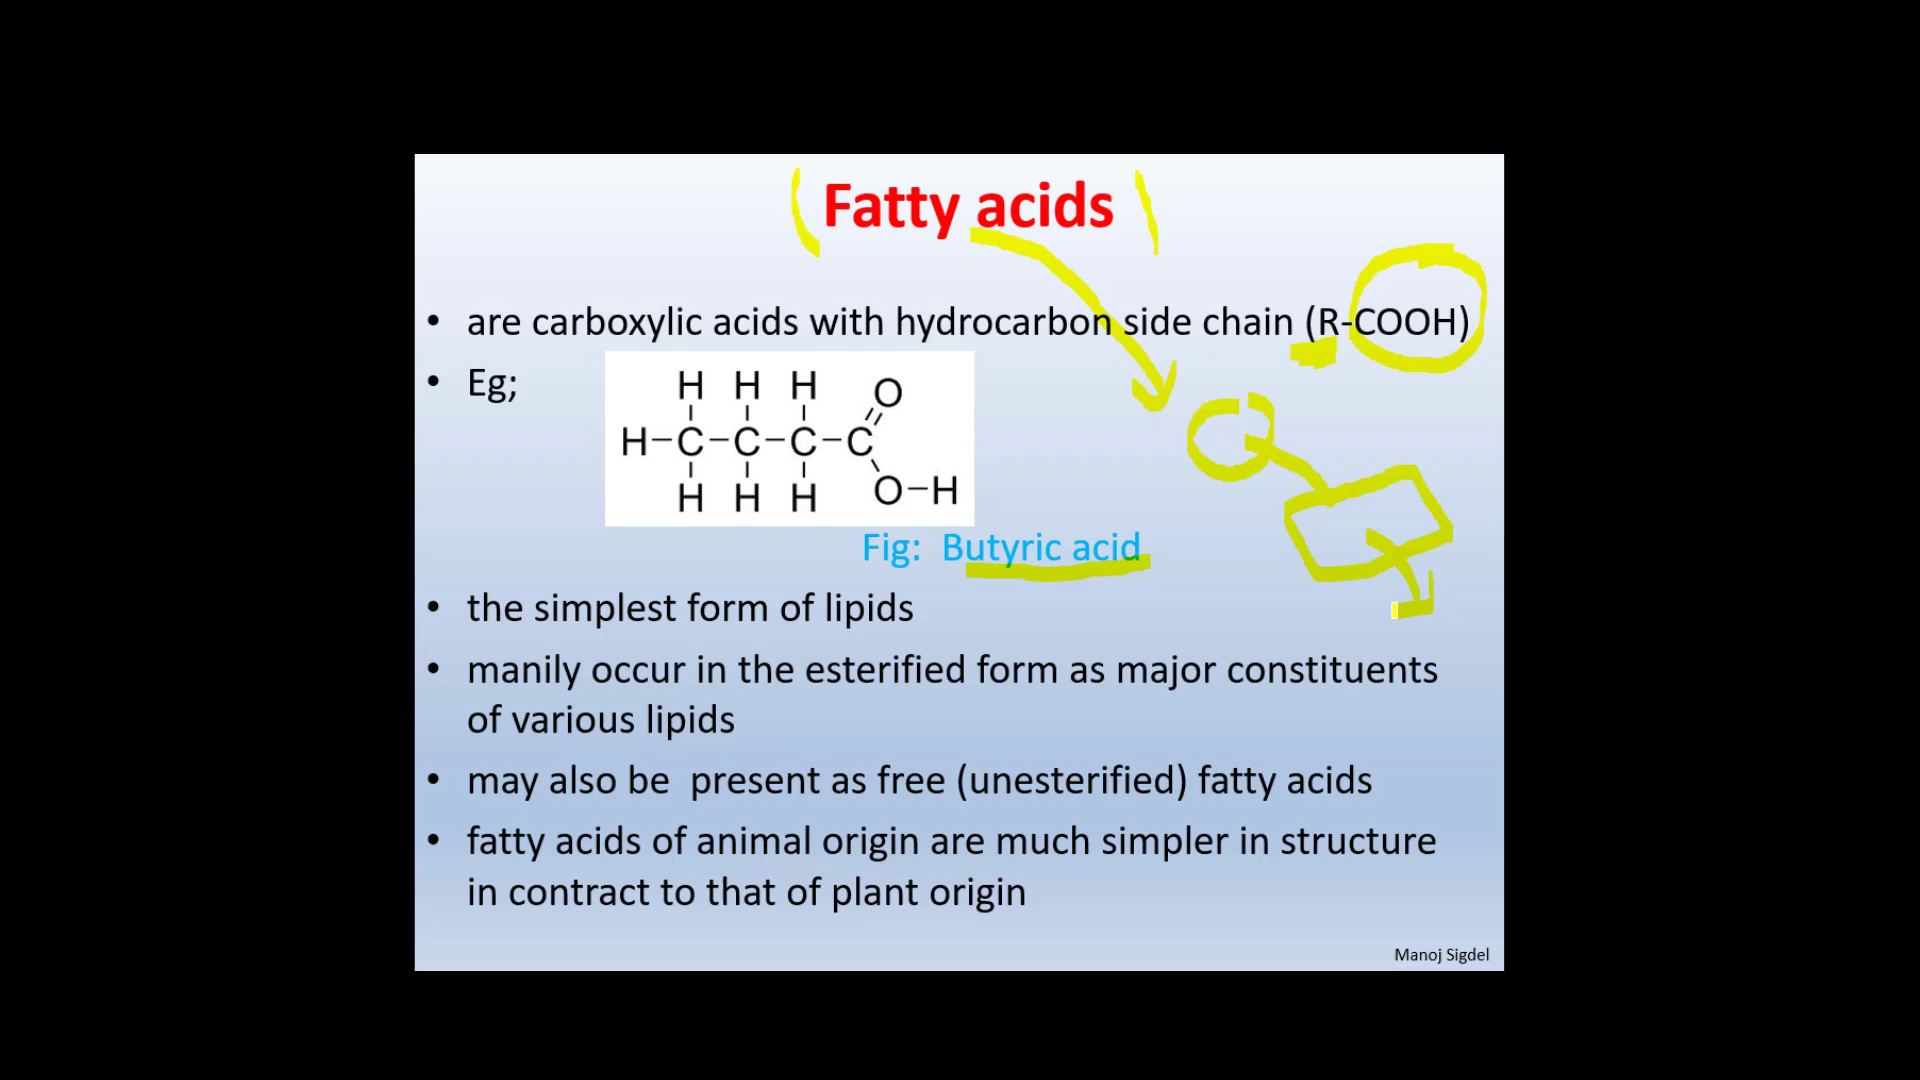 Fatty acids
• are carboxylic acids with hydrocarbon side chain (R-COOH)
• Eg;
H H H O
H-C-C-C-C
H H H O-H
Fig: Butyric acid
• the simplest form of lipids
• manily occur in the esterified form as major constituents
of various lipids
• may also be present as free (unesterified) fatty acids
• fatty acids of animal origin are much simpler in structure
in contract to that of plant origin
Manoj Sigdel